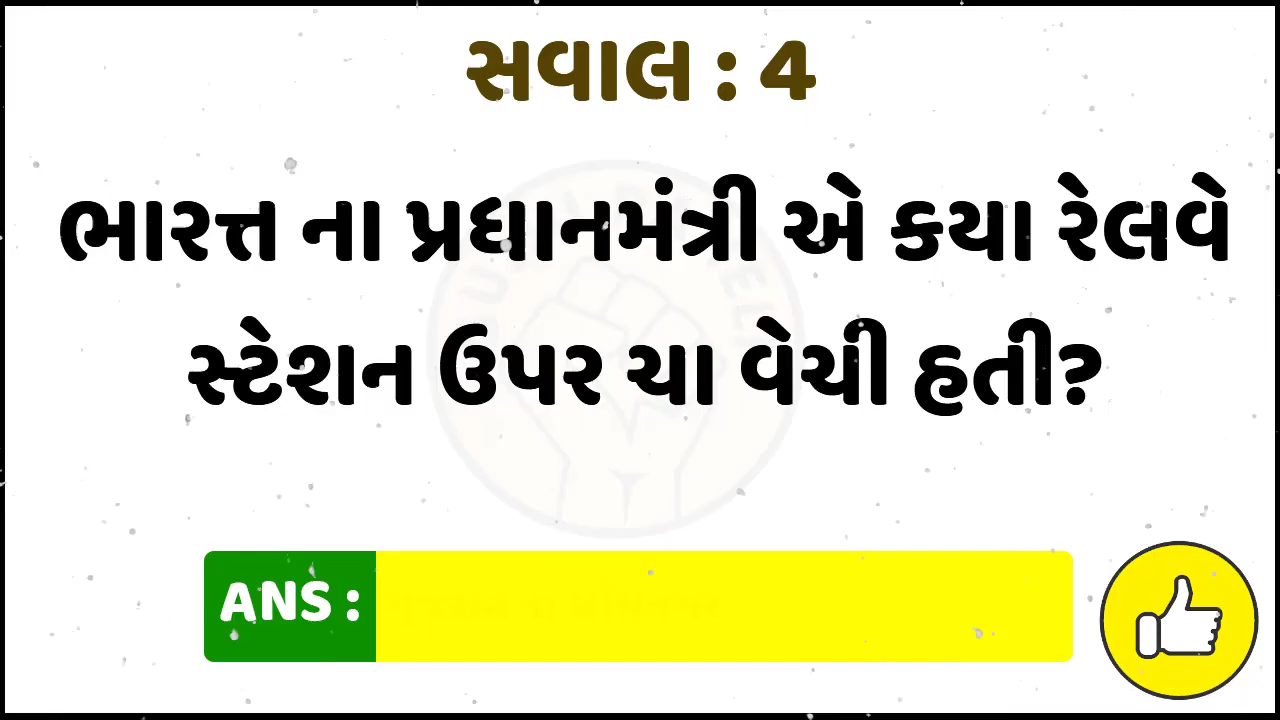 સવાલ : 4
ભારત્ત ના પ્રધાનમંત્રી એ કયા રેલવે
સ્ટેશન ઉપર ચા વેચી હતી?
ANS :